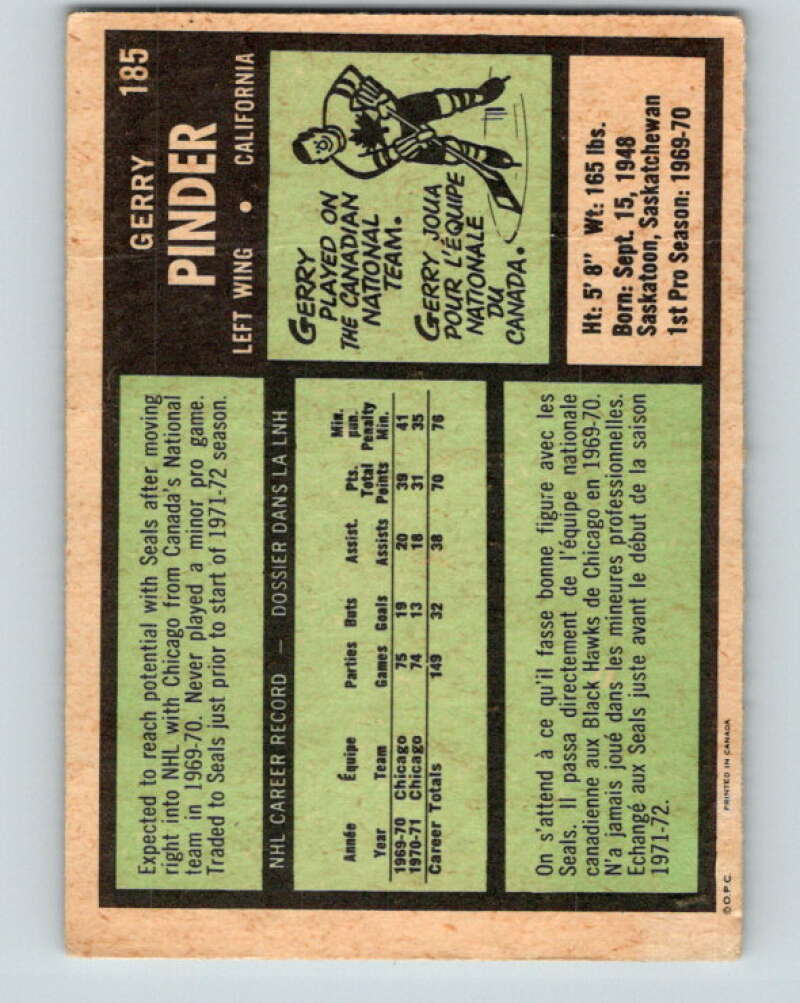 GERRY 185
PINDER
LEFT WING • CALIFORNIA
Expected to reach potential with Seals after moving
right into NHL with Chicago from Canada's National
team in 1969-70. Never played a minor pro game.
Traded to Seals just prior to start of 1971-72 season.
GERRY
PLAYED ON
THE CANADIAN
NATIONAL
TEAM.
GERRY JOUA
POUR L'ÉQUIPE
NATIONALE
DU
CANADA.
NHL CAREER RECORD — DOSSIER DANS LA LNH
Année Équipe Parties Buts Assist. Pts. Min. pun.
Year Team Games Goals Assists Total Points Penalty Min.
1969-70 Chicago 75 19 20 39 41
1970-71 Chicago 74 13 18 31 35
Career Totals 149 32 38 70 76
On s'attend à ce qu'il fasse bonne figure avec les
Seals. Il passa directement de l'équipe nationale
canadienne aux Black Hawks de Chicago en 1969-70.
N'a jamais joué dans les mineures professionnelles.
Echangé aux Seals juste avant le début de la saison
1971-72.
Ht: 5' 8" Wt: 165 lbs.
Born: Sept. 15, 1948
Saskatoon, Saskatchewan
1st Pro Season: 1969-70
© O.P.C. PRINTED IN CANADA